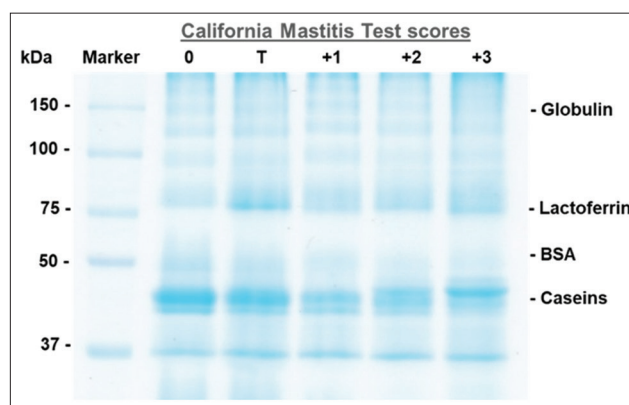 California Mastitis Test scores
kDa Marker 0 T +1 +2 +3
150 - - Globulin
100 -
75 - - Lactoferrin
50 - - BSA
- Caseins
37 -